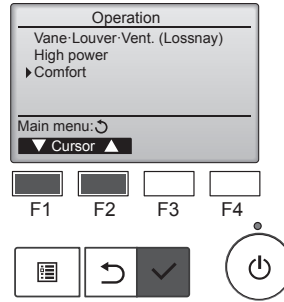 Operation
Vane·Louver·Vent. (Lossnay)
High power
Comfort
Main menu:
Cursor
F1 F2 F3 F4